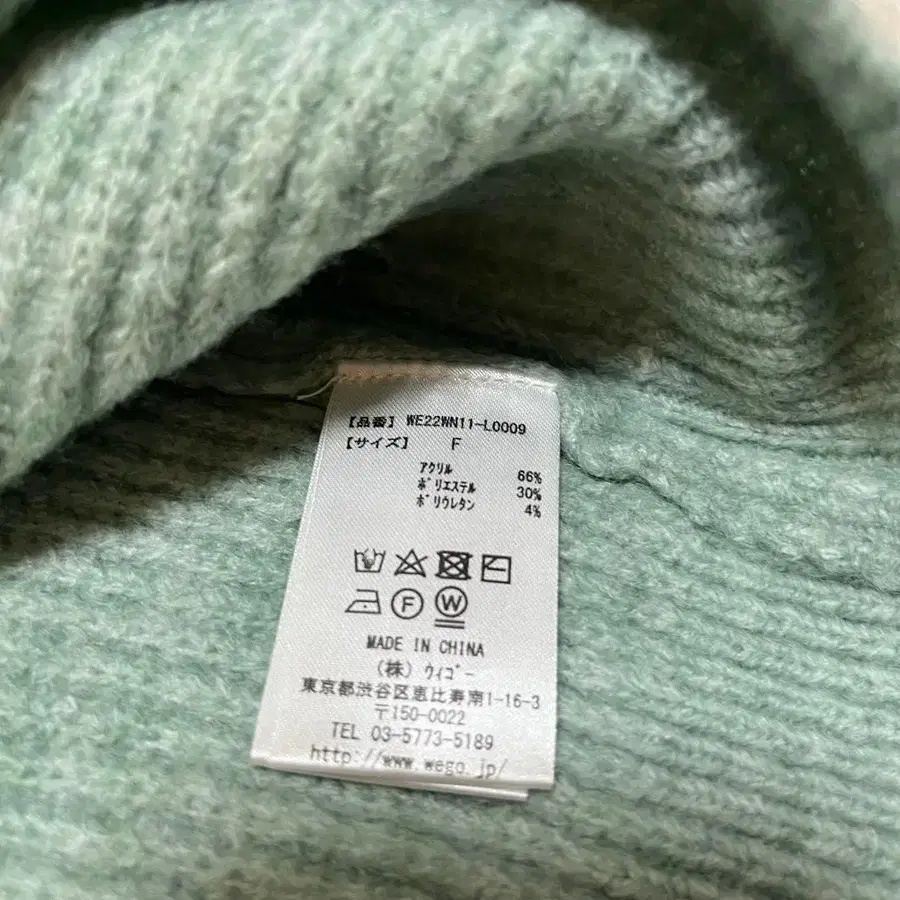 【品番】 WE22WN11-L0009
【サイズ】 F
アクリル 66%
ポリエステル 30%
ポリウレタン 4%
F W
MADE IN CHINA
(株) ウィゴー
東京都渋谷区恵比寿南1-16-3
〒150-0022
TEL 03-5773-5189
http://www.wego.jp/